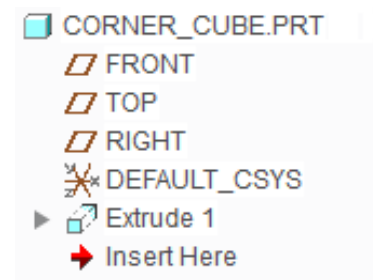 CORNER_CUBE.PRT
FRONT
TOP
RIGHT
DEFAULT_CSYS
Extrude 1
Insert Here